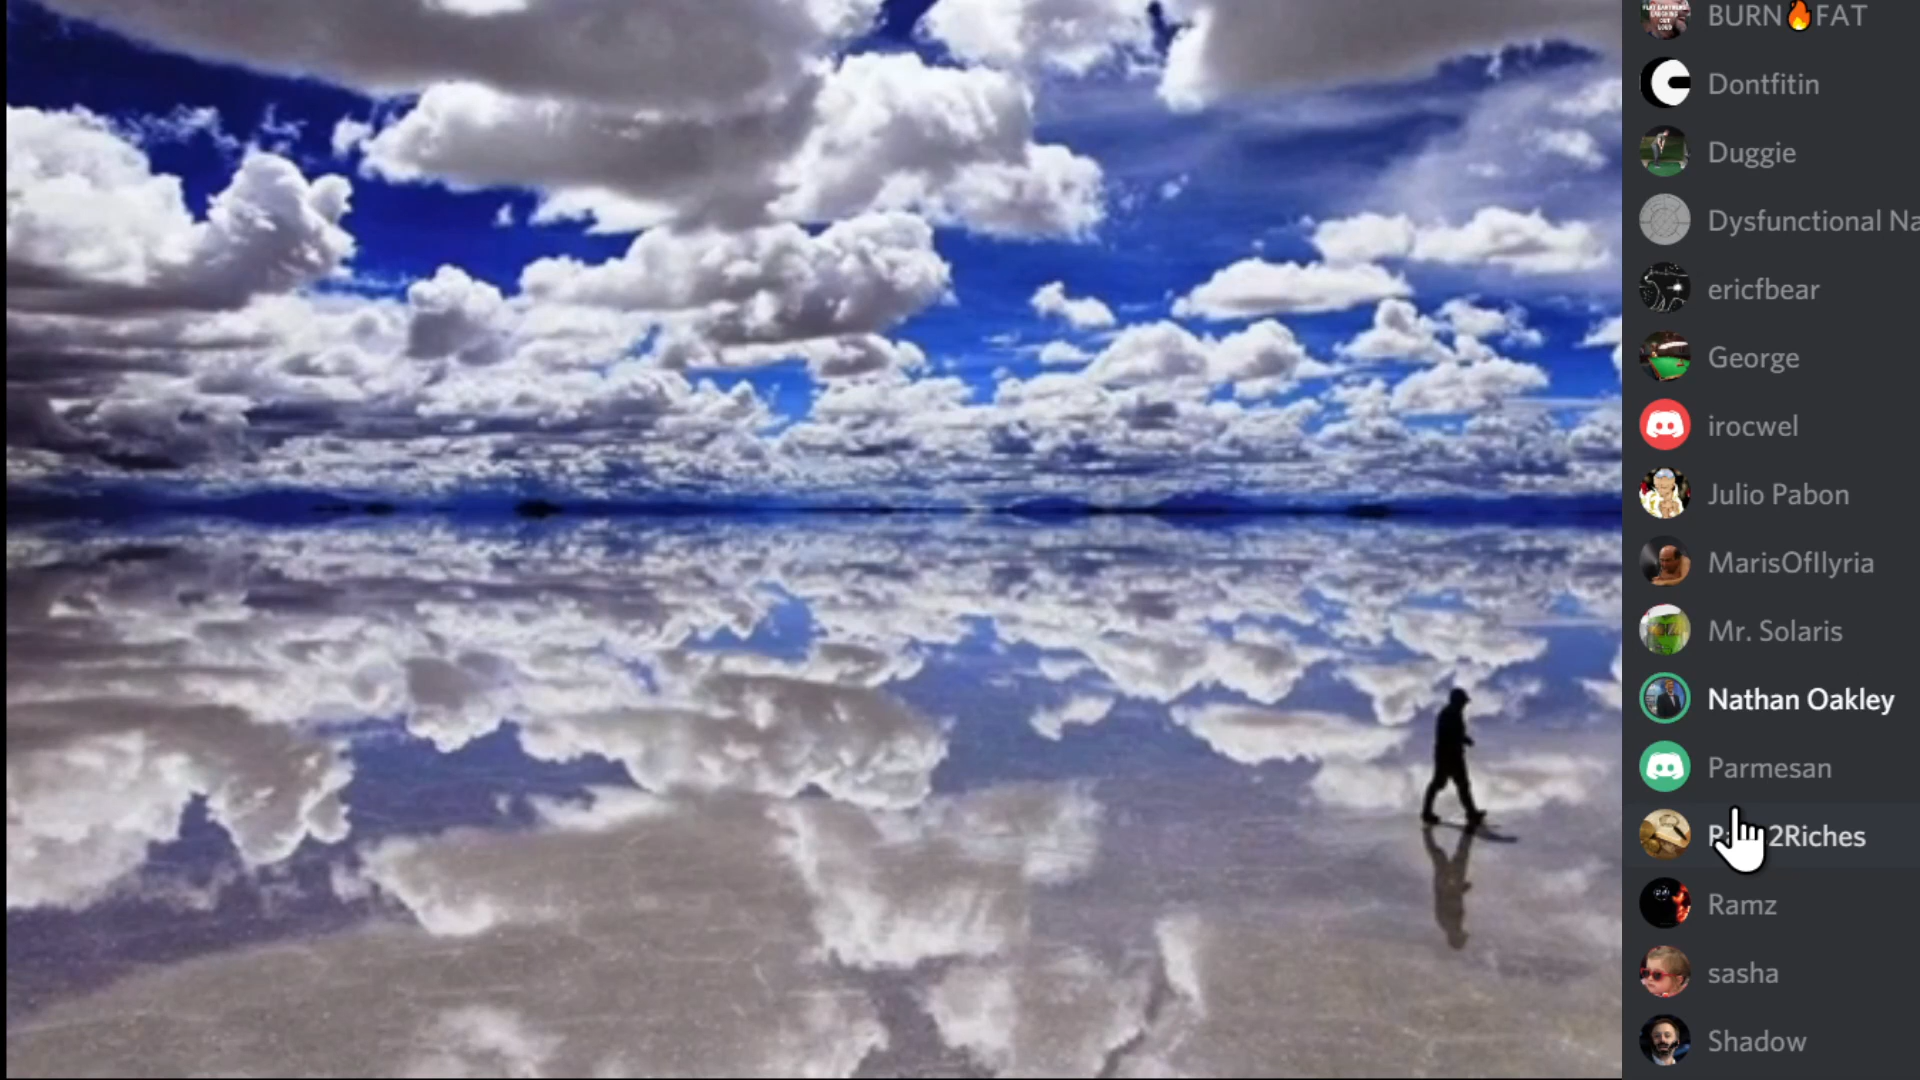 BURN🔥FAT
Dontfitin
Duggie
Dysfunctional Na
ericfbear
George
irocwel
Julio Pabon
MarisOfIlyria
Mr. Solaris
Nathan Oakley
Parmesan
2Riches
Ramz
sasha
Shadow